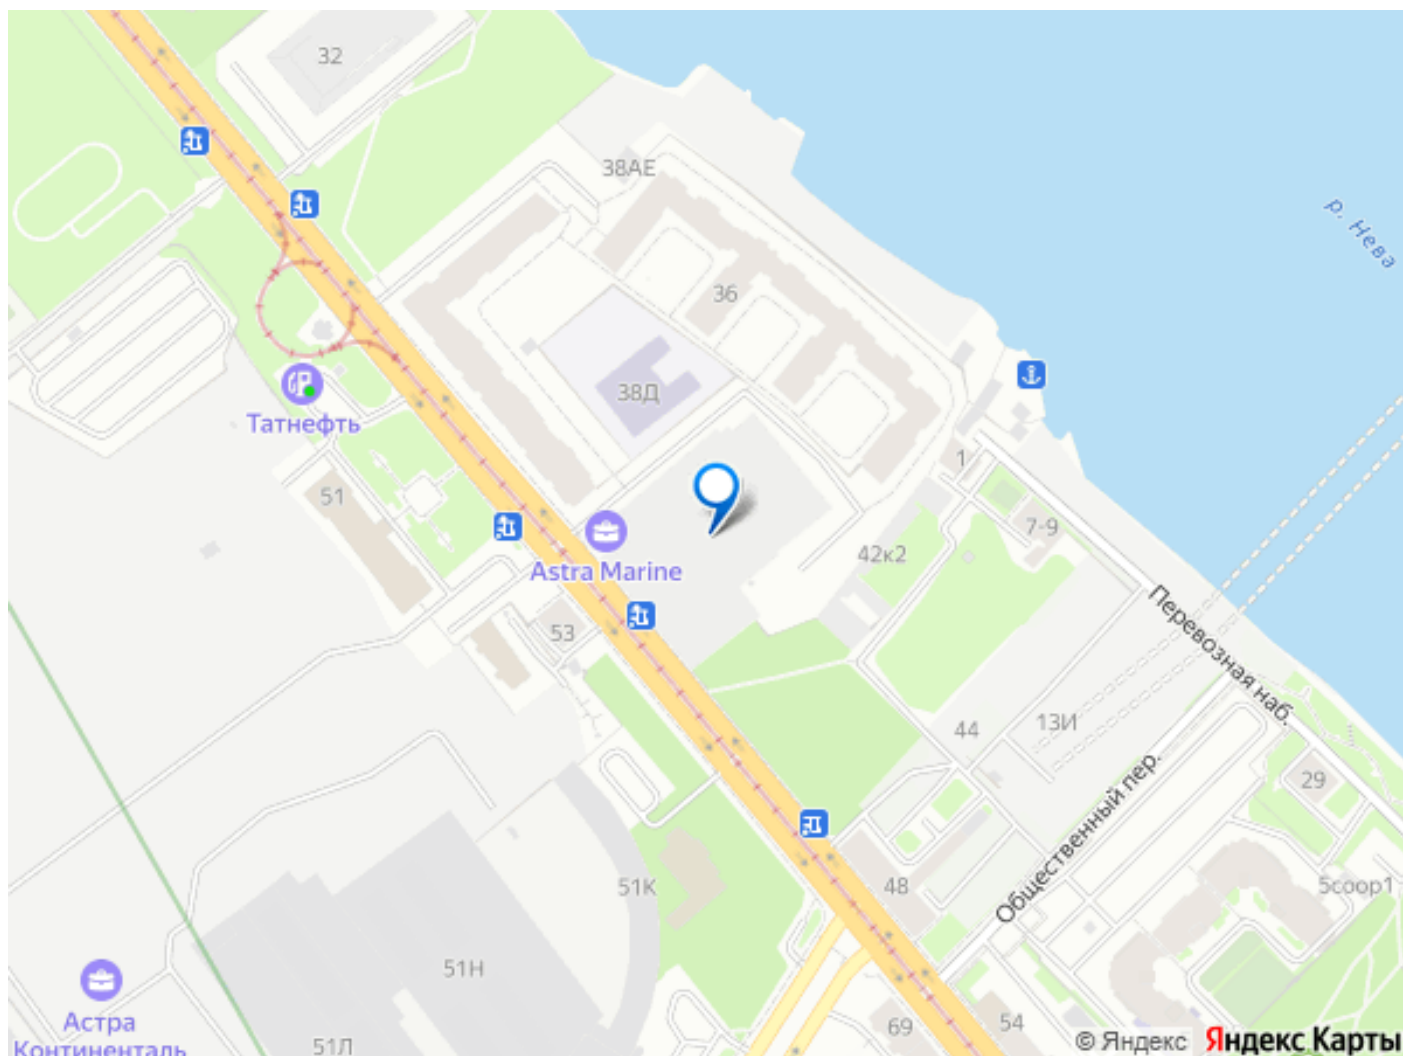 32
38АЕ
р. Нева
36
38Д
Татнефть
51
1
7-9
42к2
Astra Marine
53
Перевозная наб.
44
13И
29
Общественный пер.
51К
48
5соор1
51Н
Астра
Континенталь
69
54
51Л
© Яндекс Яндекс Карты